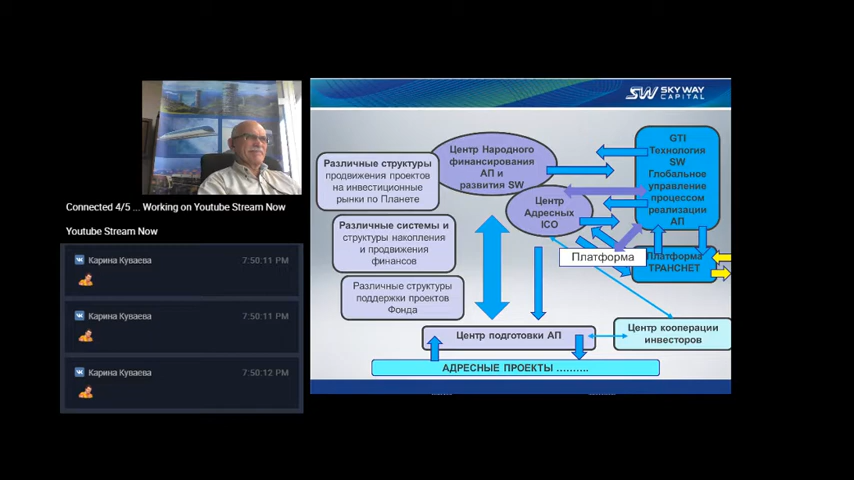 Connected 4/5 ... Working on Youtube Stream Now
Youtube Stream Now
Карина Куваева
7:50:11 PM
Карина Куваева
7:50:11 PM
Карина Куваева
7:50:12 PM
SW SKY WAY
CAPITAL
Различные структуры
продвижения проектов
на инвестиционные
рынки по Планете
Различные системы и
структуры накопления
и продвижения
финансов
Различные структуры
поддержки проектов
Фонда
Центр Народного
финансирования
АП и
развития SW
Центр
Адресных
ICO
GTI
Технология
SW
Глобальное
управление
процессом
реализации
АП
Платформа
Платформа
ТРАНСНЕТ
Центр подготовки АП
Центр кооперации
инвесторов
АДРЕСНЫЕ ПРОЕКТЫ ..........